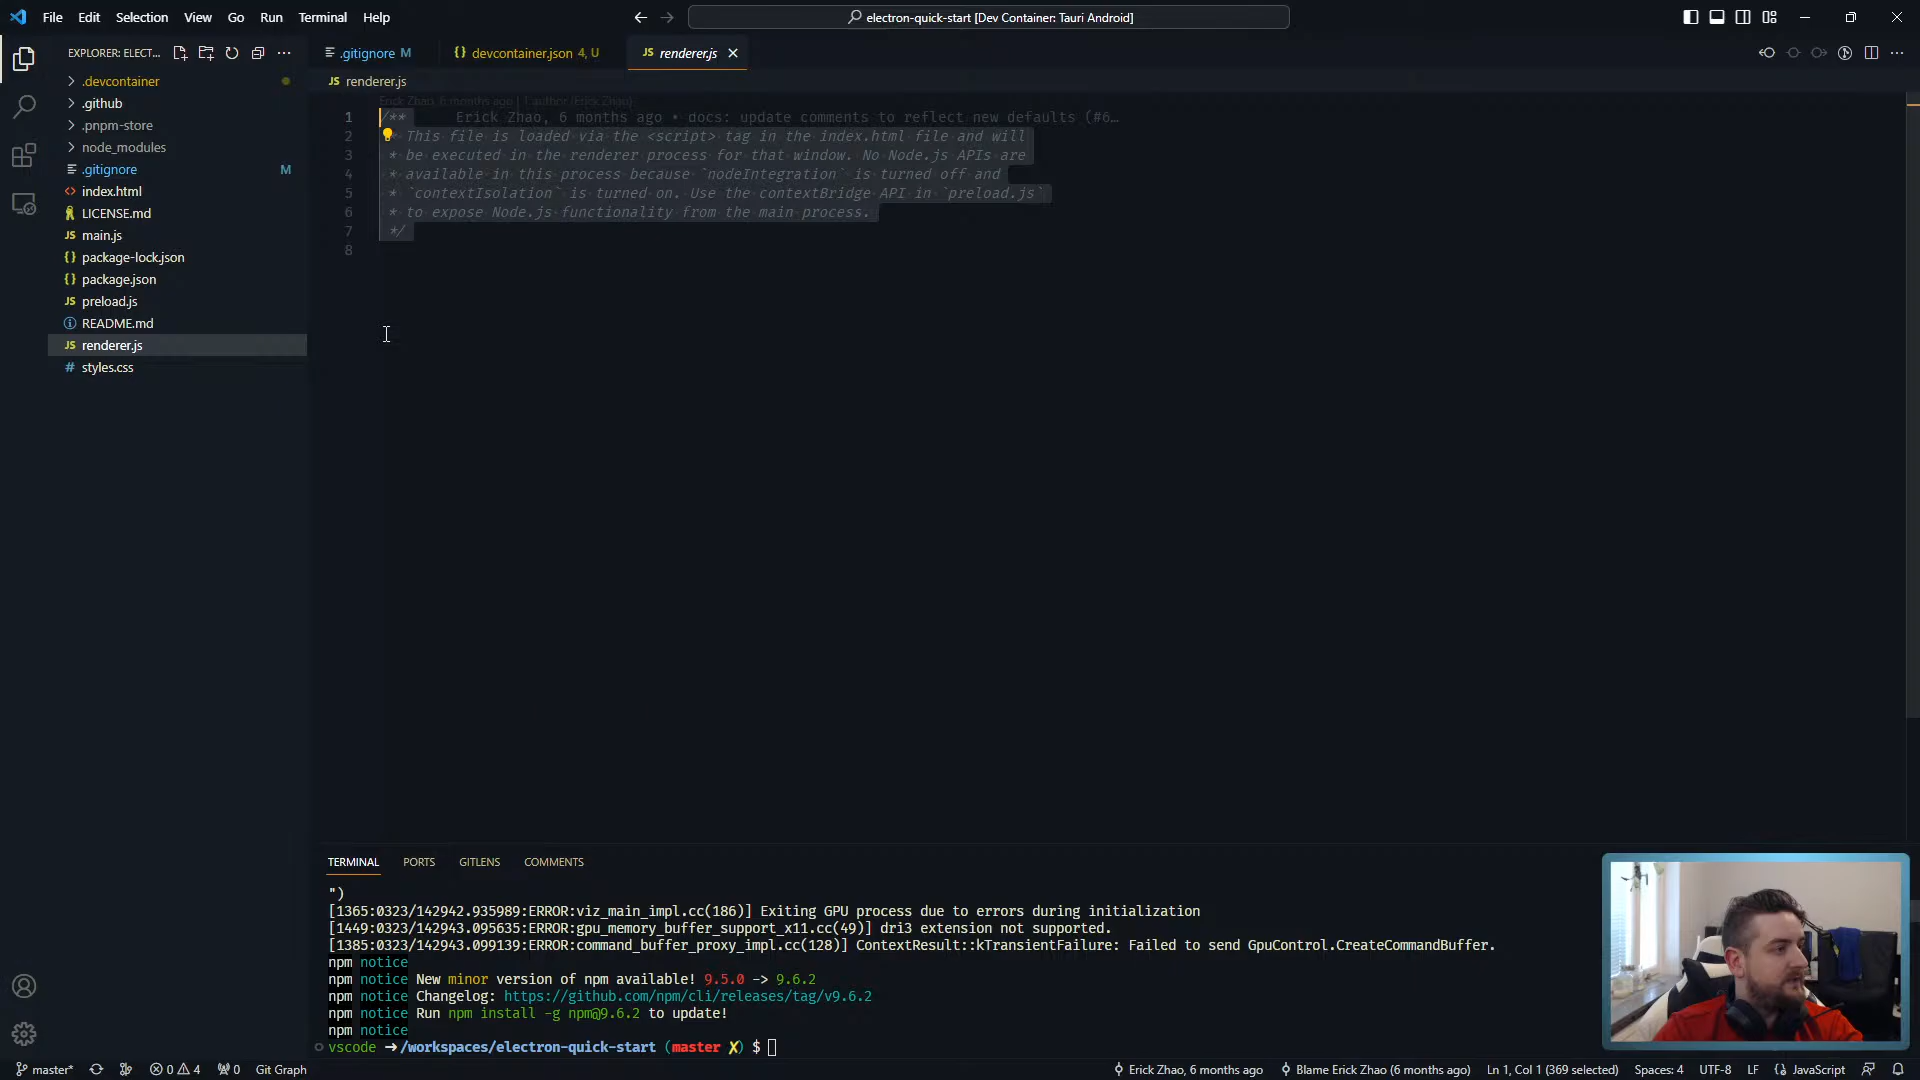 File Edit Selection View Go Run Terminal Help
electron-quick-start [Dev Container: Tauri Android]
EXPLORER: ELECT...
.devcontainer
.github
.pnpm-store
node_modules
.gitignore M
index.html
LICENSE.md
main.js
package-lock.json
package.json
preload.js
README.md
renderer.js
styles.css
.gitignore M
devcontainer.json 4, U
JS renderer.js
JS renderer.js
Erick Zhao, 6 months ago | 1 author (Erick Zhao)
1 /** Erick Zhao, 6 months ago • docs: update comments to reflect new defaults (#6…
2 * This file is loaded via the <script> tag in the index.html file and will
3 * be executed in the renderer process for that window. No Node.js APIs are
4 * available in this process because `nodeIntegration` is turned off and
5 * `contextIsolation` is turned on. Use the contextBridge API in `preload.js`
6 * to expose Node.js functionality from the main process.
7 */
8
TERMINAL PORTS GITLENS COMMENTS
")
[1365:0323/142942.935989:ERROR:viz_main_impl.cc(186)] Exiting GPU process due to errors during initialization
[1449:0323/142943.095635:ERROR:gpu_memory_buffer_support_x11.cc(49)] dri3 extension not supported.
[1385:0323/142943.099139:ERROR:command_buffer_proxy_impl.cc(128)] ContextResult::kTransientFailure: Failed to send GpuControl.CreateCommandBuffer.
npm notice
npm notice New minor version of npm available! 9.5.0 -> 9.6.2
npm notice Changelog: https://github.com/npm/cli/releases/tag/v9.6.2
npm notice Run npm install -g npm@9.6.2 to update!
npm notice
vscode ➜ /workspaces/electron-quick-start (master ✗) $
master* 0 4 0 Git Graph
Erick Zhao, 6 months ago Blame Erick Zhao (6 months ago) Ln 1, Col 1 (369 selected) Spaces: 4 UTF-8 LF {} JavaScript